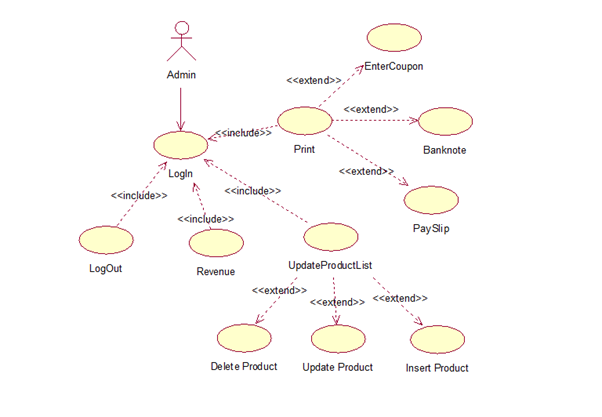 EnterCoupon
Admin
<<extend>>
<<extend>>
<<include>>
Print
Banknote
LogIn
<<extend>>
<<include>>
<<include>>
<<include>>
PaySlip
LogOut
Revenue
UpdateProductList
<<extend>>
<<extend>>
<<extend>>
Delete Product
Update Product
Insert Product